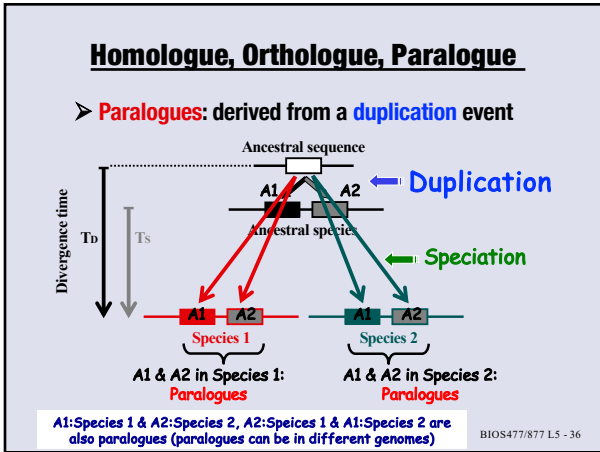 Homologue, Orthologue, Paralogue
➢ Paralogues: derived from a duplication event
Ancestral sequence
A1 A2
Duplication
Ancestral species
Divergence time
TD
TS
Speciation
A1 A2
A1 A2
Species 1
Species 2
A1 & A2 in Species 1:
Paralogues
A1 & A2 in Species 2:
Paralogues
A1:Species 1 & A2:Species 2, A2:Speices 1 & A1:Species 2 are
also paralogues (paralogues can be in different genomes)
BIOS477/877 L5 - 36